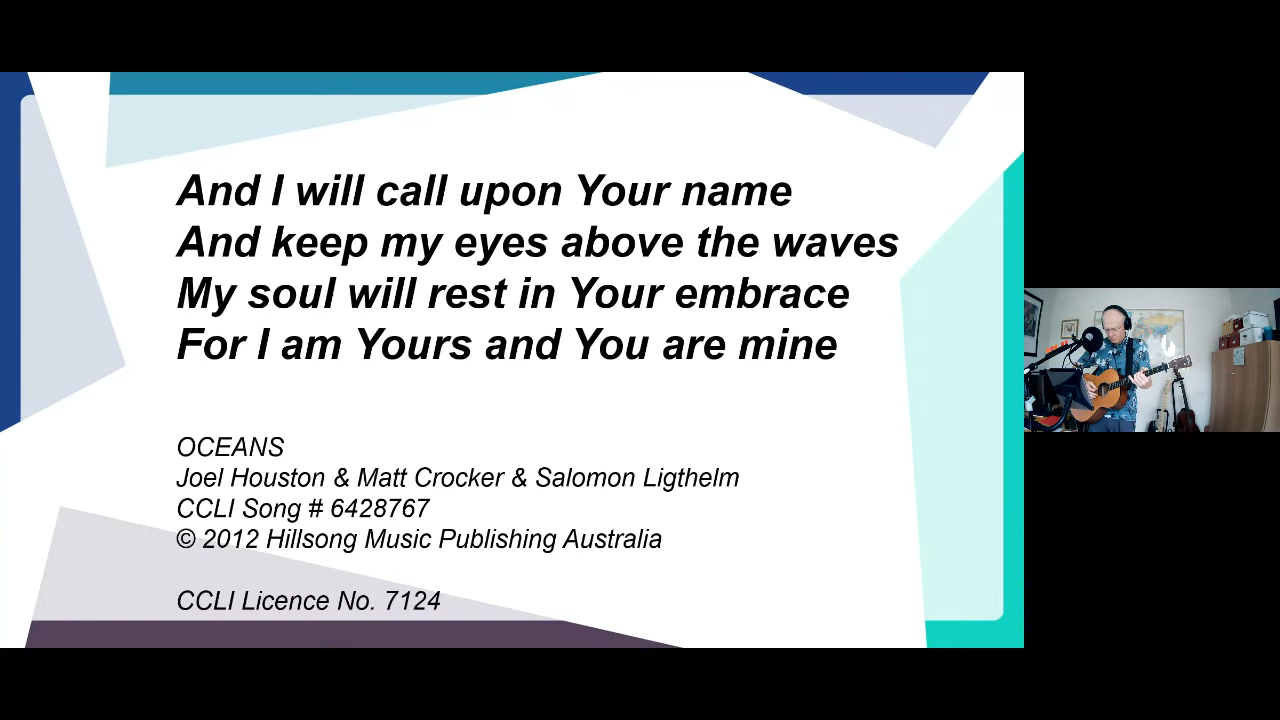 And I will call upon Your name
And keep my eyes above the waves
My soul will rest in Your embrace
For I am Yours and You are mine
OCEANS
Joel Houston & Matt Crocker & Salomon Ligthelm
CCLI Song # 6428767
© 2012 Hillsong Music Publishing Australia
CCLI Licence No. 7124